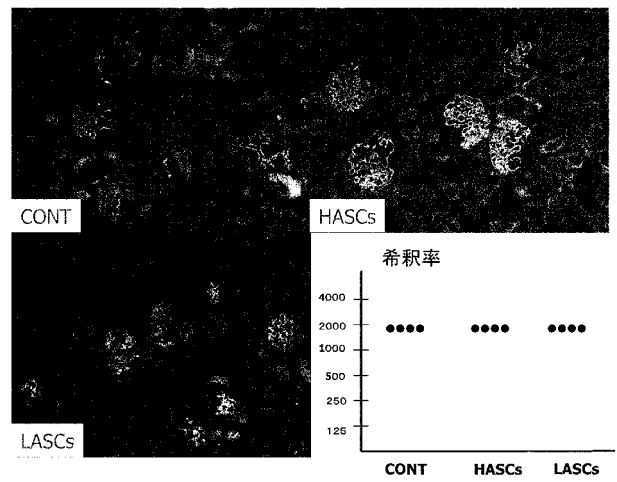 CONT
HASCs
LASCs
希釈率
4000
2000
1000
500
250
125
CONT HASCs LASCs